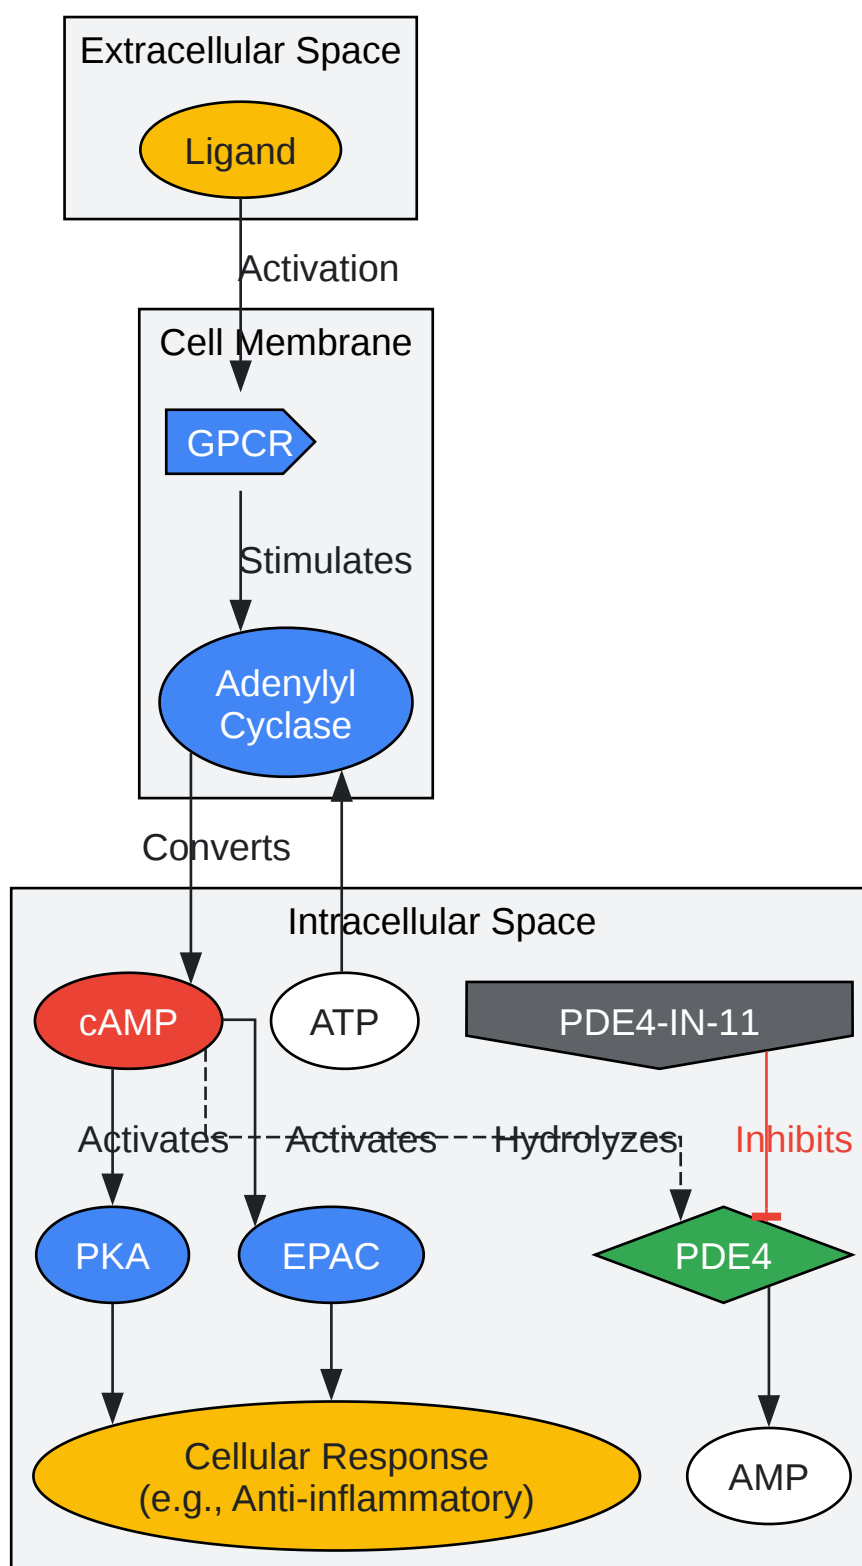 Extracellular Space
Ligand
Activation
Cell Membrane
GPCR
Stimulates
Adenylyl
Cyclase
Converts
Intracellular Space
cAMP
ATP
PDE4-IN-11
Activates
Activates
Hydrolyzes
Inhibits
PKA
EPAC
PDE4
Cellular Response
(e.g., Anti-inflammatory)
AMP